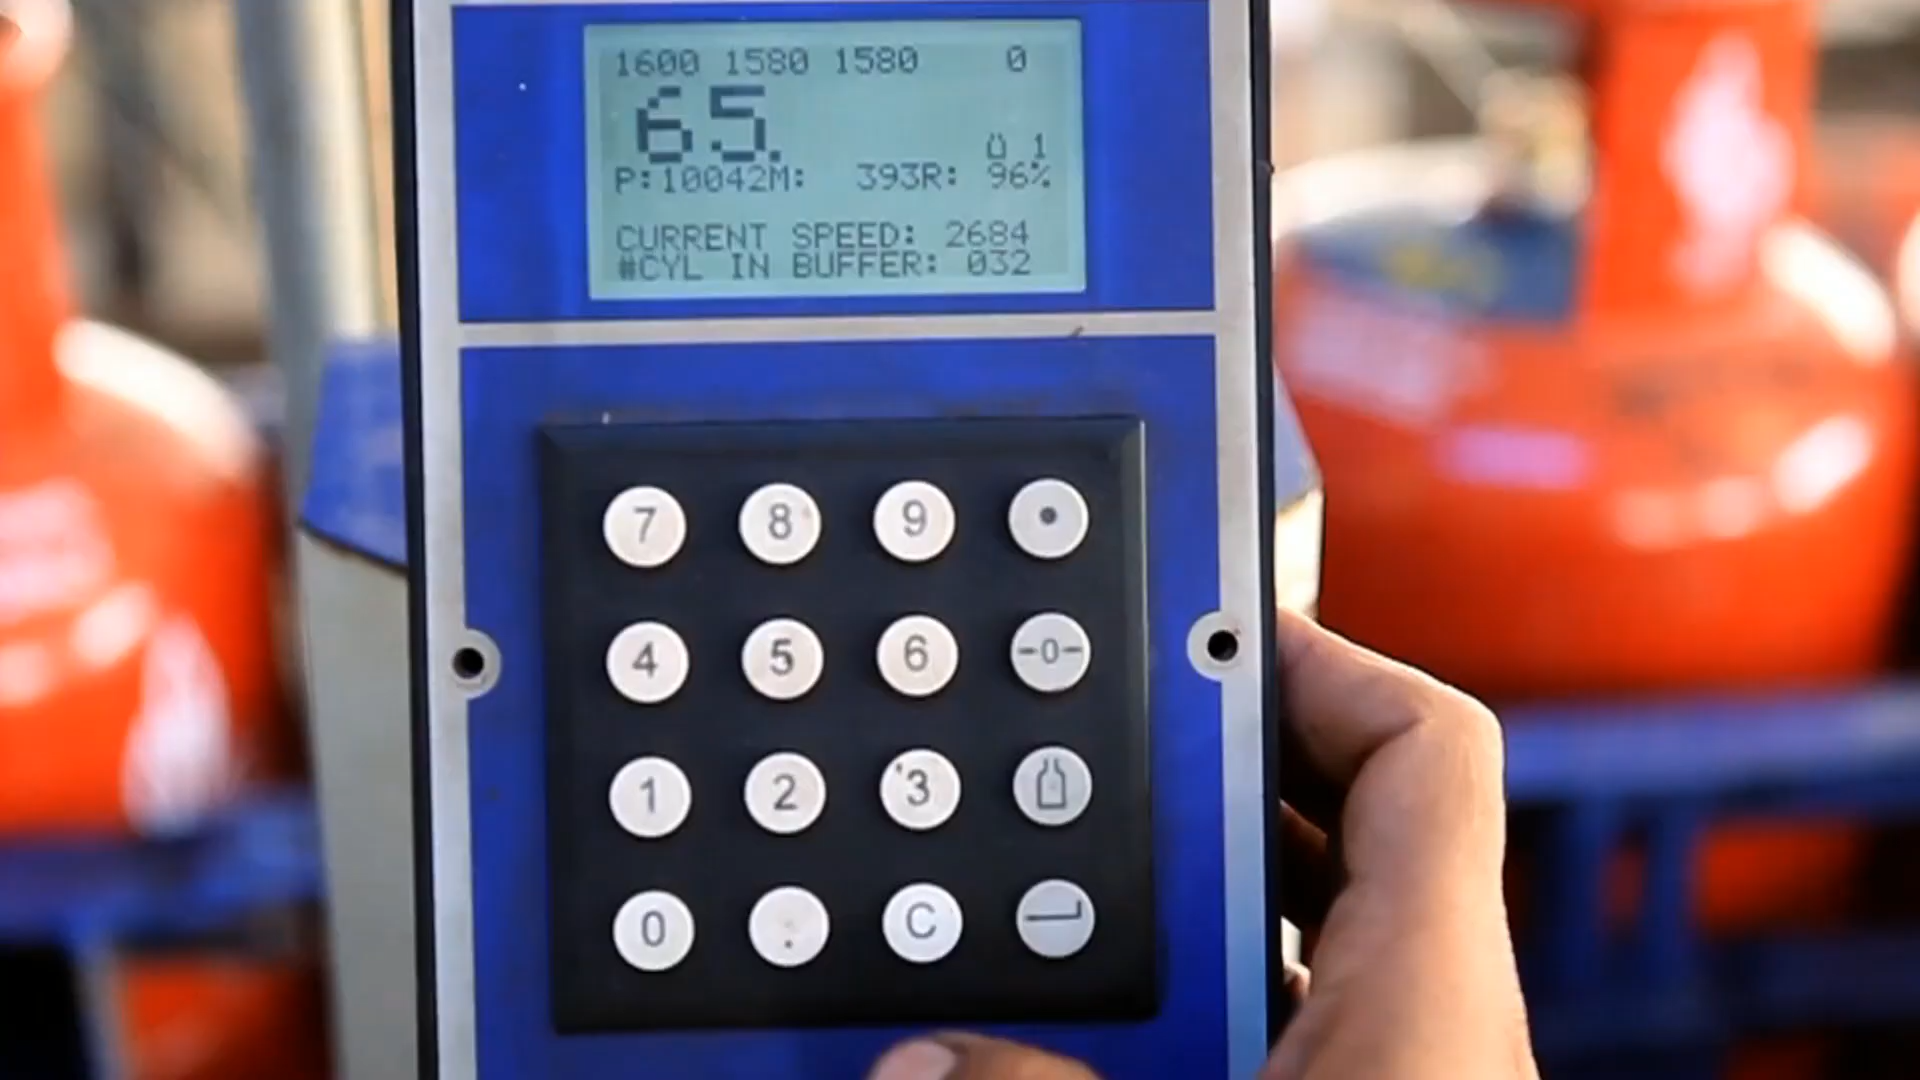 1600 1580 1580 0
65.
1
P:10042M: 393R: 96%
CURRENT SPEED: 2684
#CYL IN BUFFER: 032
7 8 9 •
4 5 6 -0-
1 2 3
0 . C